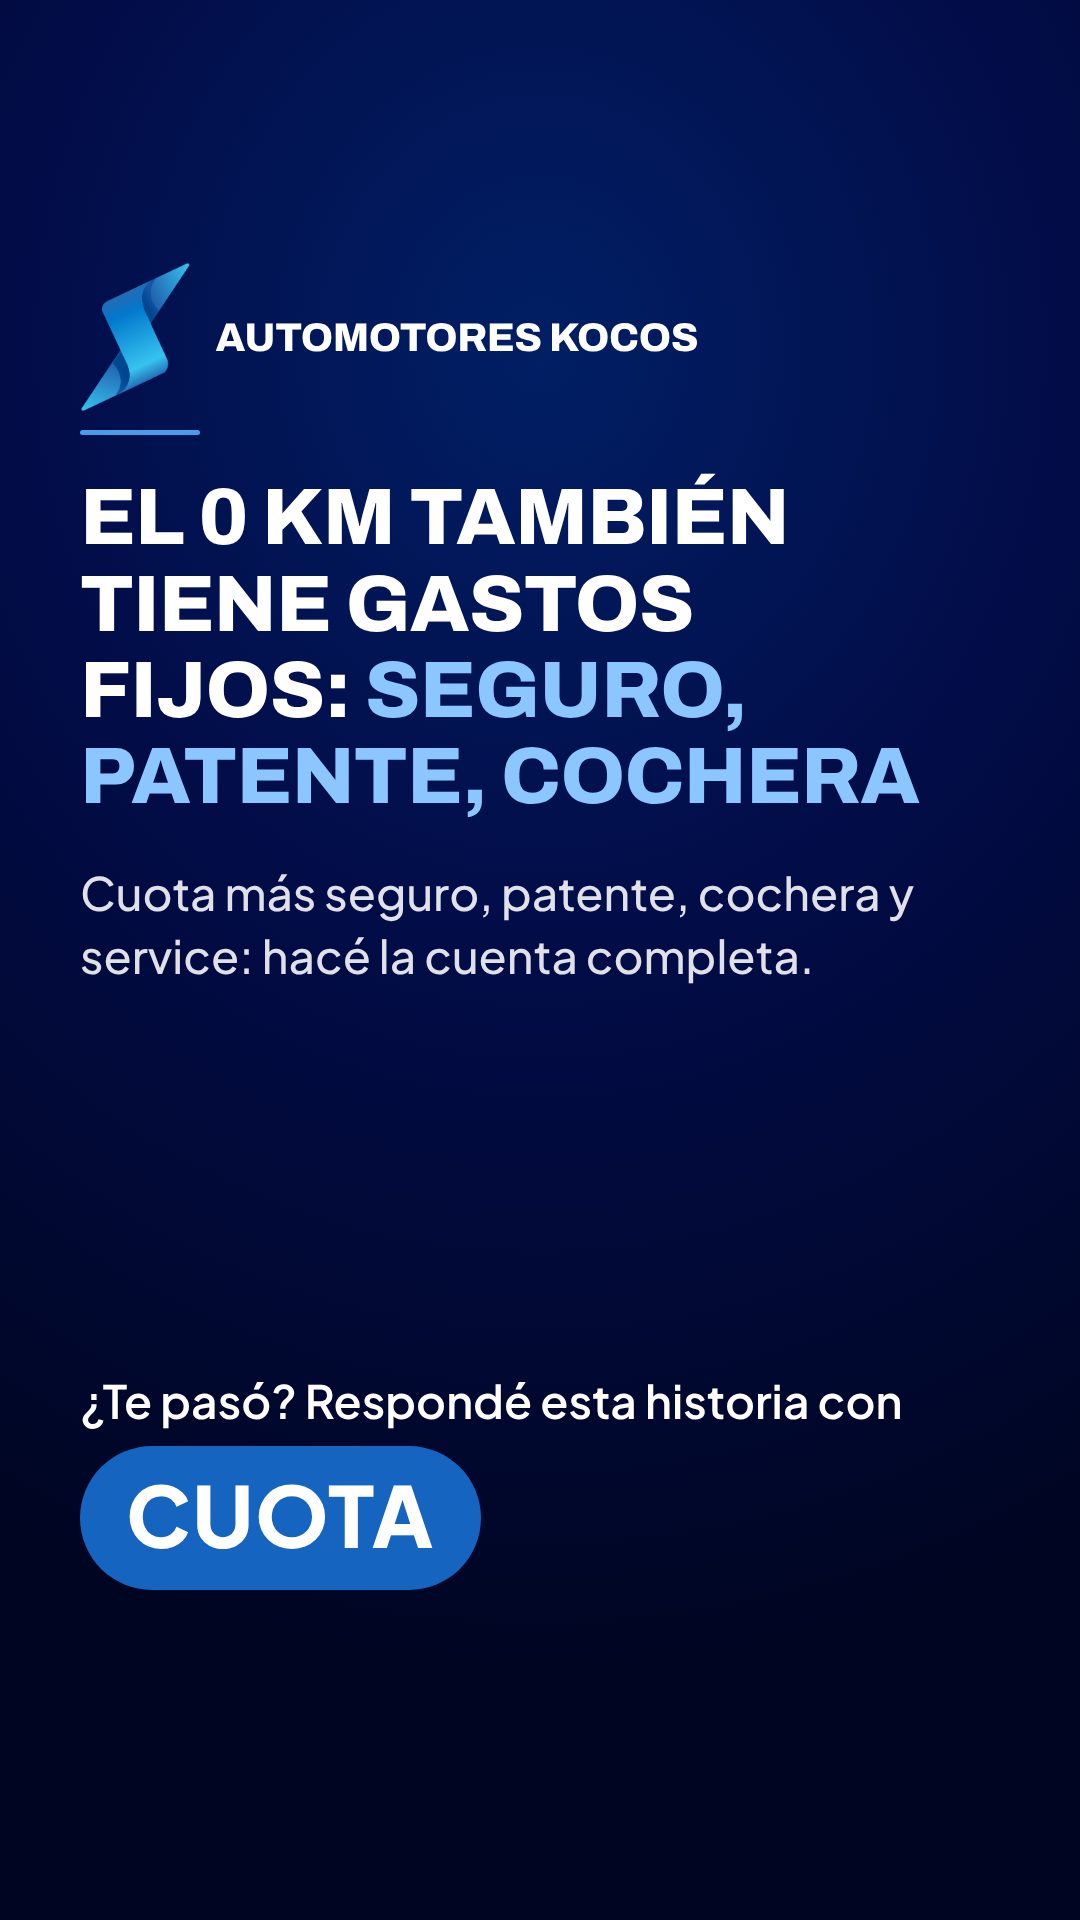 AUTOMOTORES KOCOS
EL 0 KM TAMBIÉN
TIENE GASTOS
FIJOS: SEGURO,
PATENTE, COCHERA
Cuota más seguro, patente, cochera y
service: hacé la cuenta completa.
¿Te pasó? Respondé esta historia con
CUOTA